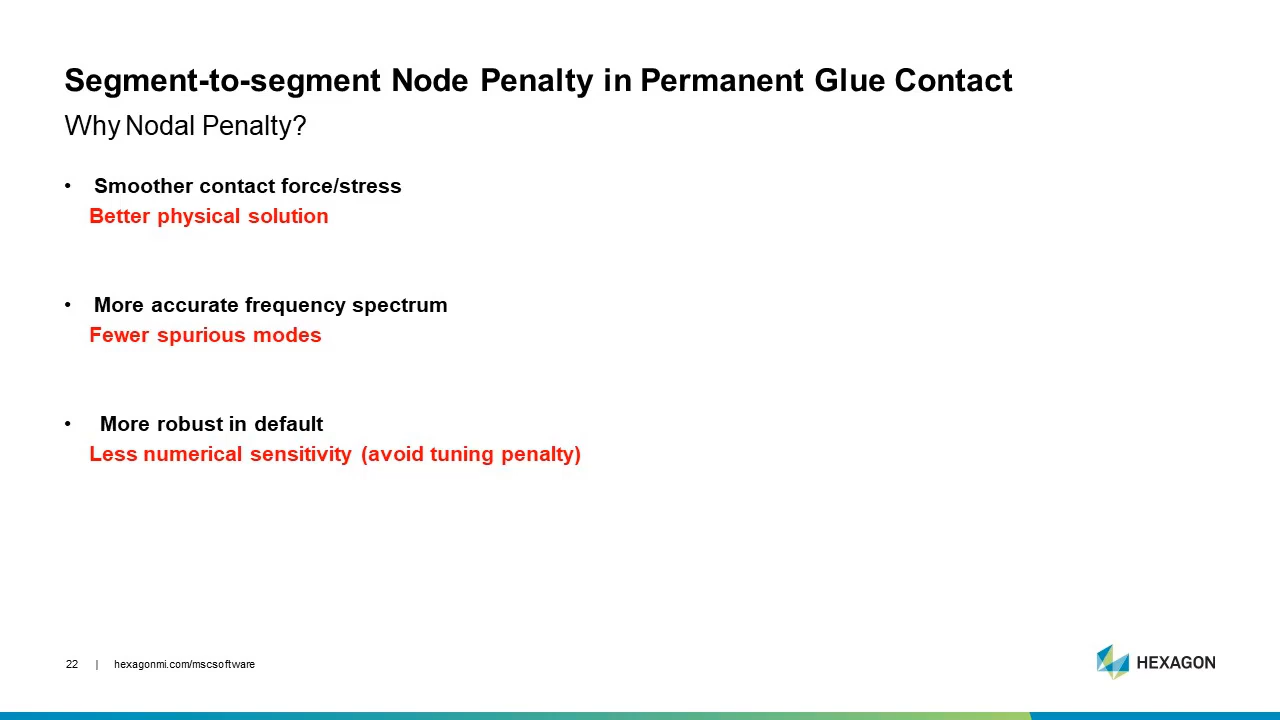 Segment-to-segment Node Penalty in Permanent Glue Contact
Why Nodal Penalty?
• Smoother contact force/stress
Better physical solution
• More accurate frequency spectrum
Fewer spurious modes
• More robust in default
Less numerical sensitivity (avoid tuning penalty)
22 | hexagonmi.com/mscsoftware
HEXAGON